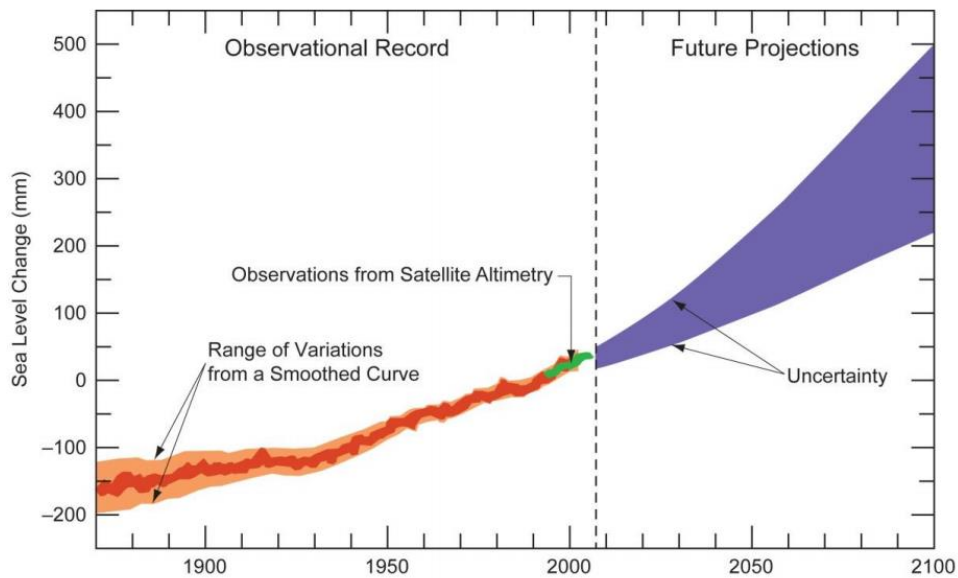 Observational Record
Future Projections
500
400
300
200
100
0
–100
–200
Sea Level Change (mm)
Observations from Satellite Altimetry
Range of Variations
from a Smoothed Curve
Uncertainty
1900
1950
2000
2050
2100